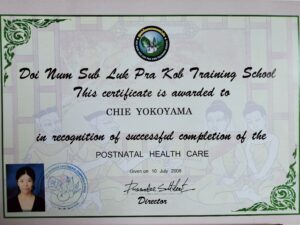 Doi Num Sub Luk Pra Kob Training School
This certificate is awarded to
CHIE YOKOYAMA
in recognition of successful completion of the
POSTNATAL HEALTH CARE
Given on 10 July 2008
Director